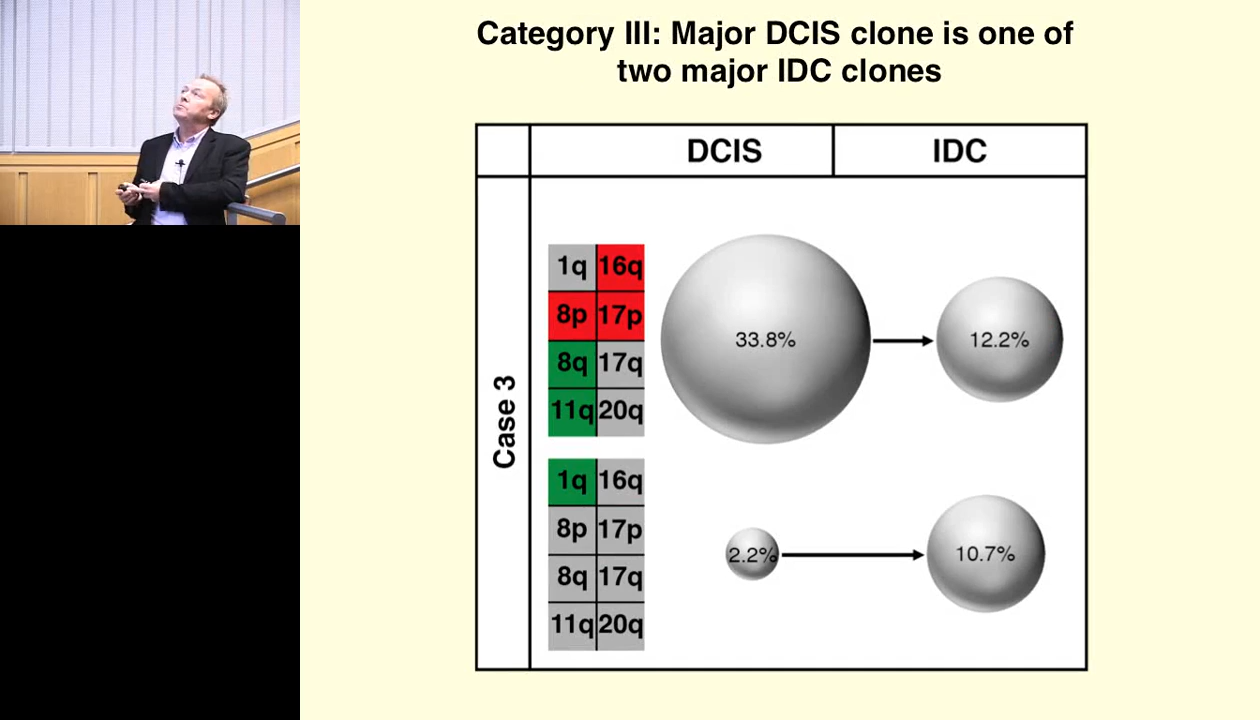 Category III: Major DCIS clone is one of
two major IDC clones
DCIS IDC
Case 3
1q 16q
8p 17p
8q 17q
11q 20q
33.8% 12.2%
1q 16q
8p 17p
8q 17q
11q 20q
2.2% 10.7%